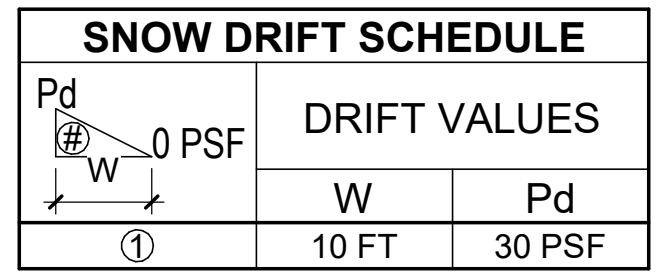 SNOW DRIFT SCHEDULE
Pd
# 0 PSF
W
DRIFT VALUES
W Pd
① 10 FT 30 PSF